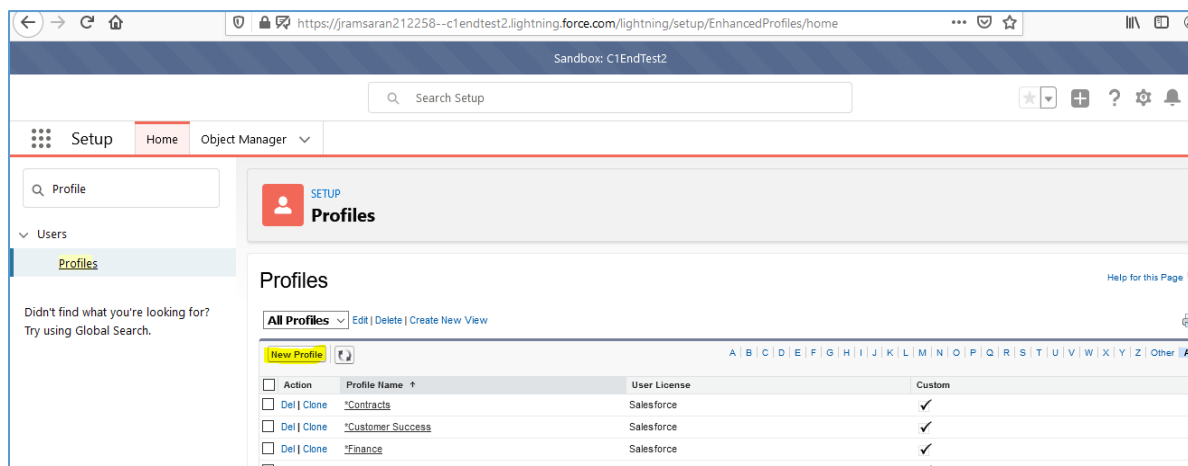 https://jramsaran212258--c1endtest2.lightning.force.com/lightning/setup/EnhancedProfiles/home
Sandbox: C1EndTest2
Search Setup
Setup Home Object Manager
Profile
SETUP
Profiles
Users
Profiles
Profiles
Help for this Page
Didn't find what you're looking for?
Try using Global Search.
All Profiles Edit | Delete | Create New View
New Profile A | B | C | D | E | F | G | H | I | J | K | L | M | N | O | P | Q | R | S | T | U | V | W | X | Y | Z | Other
Action Profile Name ↑ User License Custom
Del | Clone *Contracts Salesforce ✓
Del | Clone *Customer Success Salesforce ✓
Del | Clone *Finance Salesforce ✓